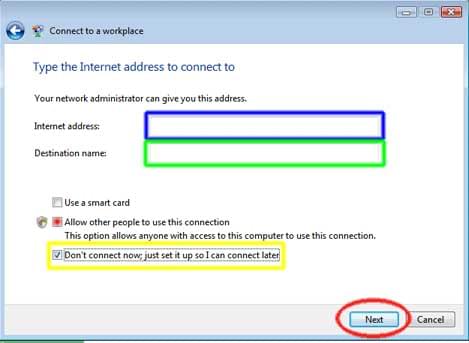 Connect to a workplace
Type the Internet address to connect to
Your network administrator can give you this address.
Internet address:
Destination name:
Use a smart card
Allow other people to use this connection
This option allows anyone with access to this computer to use this connection.
Don't connect now; just set it up so I can connect later
Next Cancel